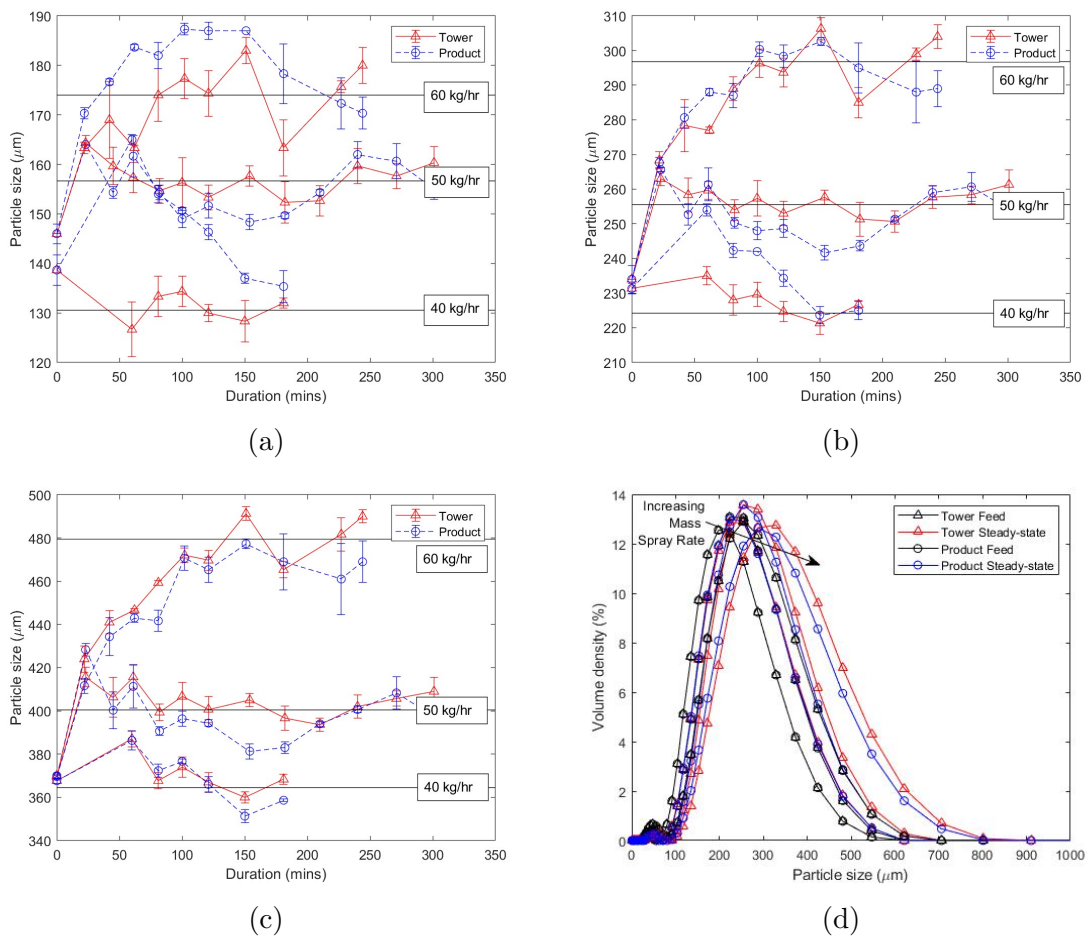 190
180
170
160
150
140
130
120
Particle size (μm)
0 50 100 150 200 250 300 350
Duration (mins)
Tower
Product
60 kg/hr
50 kg/hr
40 kg/hr
(a)
310
300
290
280
270
260
250
240
230
220
210
Particle size (μm)
0 50 100 150 200 250 300 350
Duration (mins)
Tower
Product
60 kg/hr
50 kg/hr
40 kg/hr
(b)
500
480
460
440
420
400
380
360
340
Particle size (μm)
0 50 100 150 200 250 300 350
Duration (mins)
Tower
Product
60 kg/hr
50 kg/hr
40 kg/hr
(c)
14
12
10
8
6
4
2
0
Volume density (%)
0 100 200 300 400 500 600 700 800 900 1000
Particle size (μm)
Increasing
Mass
Spray Rate
Tower Feed
Tower Steady-state
Product Feed
Product Steady-state
(d)